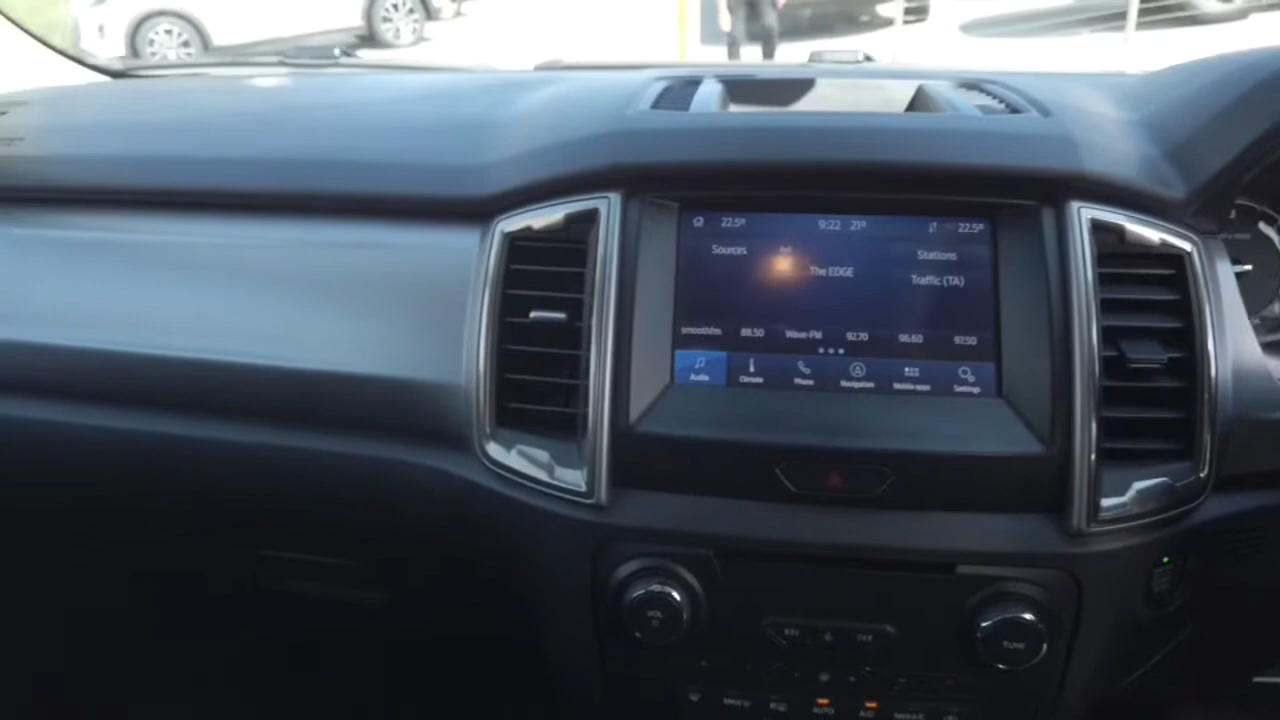 22.5° 9:22 21° 22.5°
Sources
Stations
The EDGE
Traffic (TA)
smoothfm 88.50 Wave-FM 92.70 96.60 97.50
Audio Climate Phone Navigation Mobile apps Settings
VOL
TUNE
AUTO A/C